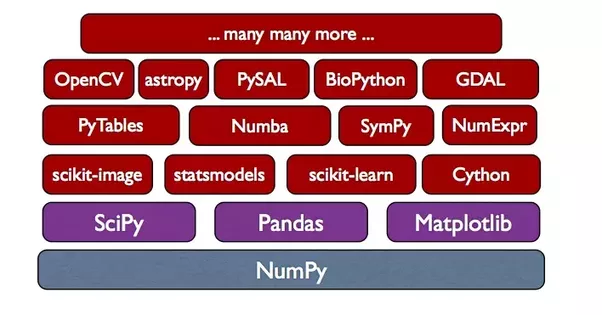 ... many many more ...
OpenCV astropy PySAL BioPython GDAL
PyTables Numba SymPy NumExpr
scikit-image statsmodels scikit-learn Cython
SciPy Pandas Matplotlib
NumPy